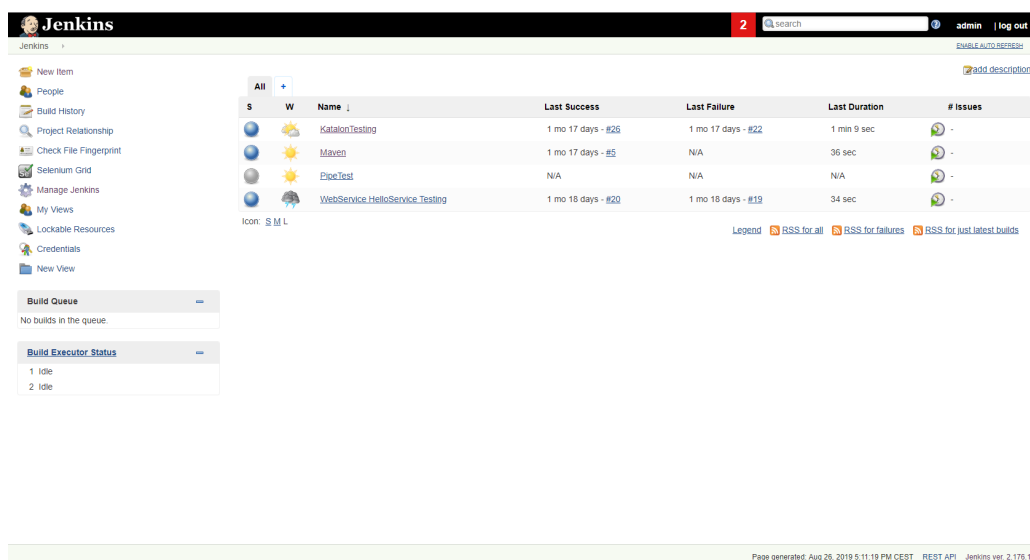 Jenkins
2 search admin | log out
Jenkins ENABLE AUTO REFRESH
New Item
People
Build History
Project Relationship
Check File Fingerprint
Selenium Grid
Manage Jenkins
My Views
Lockable Resources
Credentials
New View
Build Queue
No builds in the queue.
Build Executor Status
1 Idle
2 Idle
add description
All +
S W Name ↓ Last Success Last Failure Last Duration # Issues
KatalonTesting 1 mo 17 days - #26 1 mo 17 days - #22 1 min 9 sec -
Maven 1 mo 17 days - #5 N/A 36 sec -
PipeTest N/A N/A N/A -
WebService HelloService Testing 1 mo 18 days - #20 1 mo 18 days - #19 34 sec -
Icon: S M L
Legend RSS for all RSS for failures RSS for just latest builds
Page generated: Aug 26, 2019 5:11:19 PM CEST REST API Jenkins ver. 2.176.1